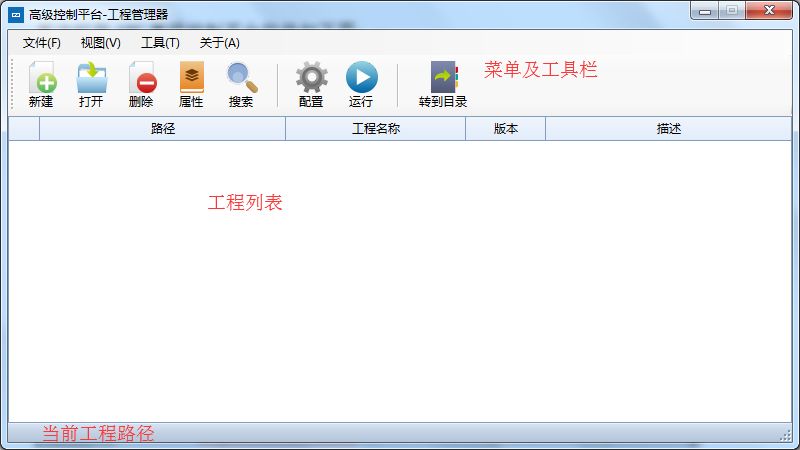 高级控制平台-工程管理器
文件(F) 视图(V) 工具(T) 关于(A)
新建 打开 删除 属性 搜索 配置 运行 转到目录
菜单及工具栏
路径 工程名称 版本 描述
工程列表
当前工程路径